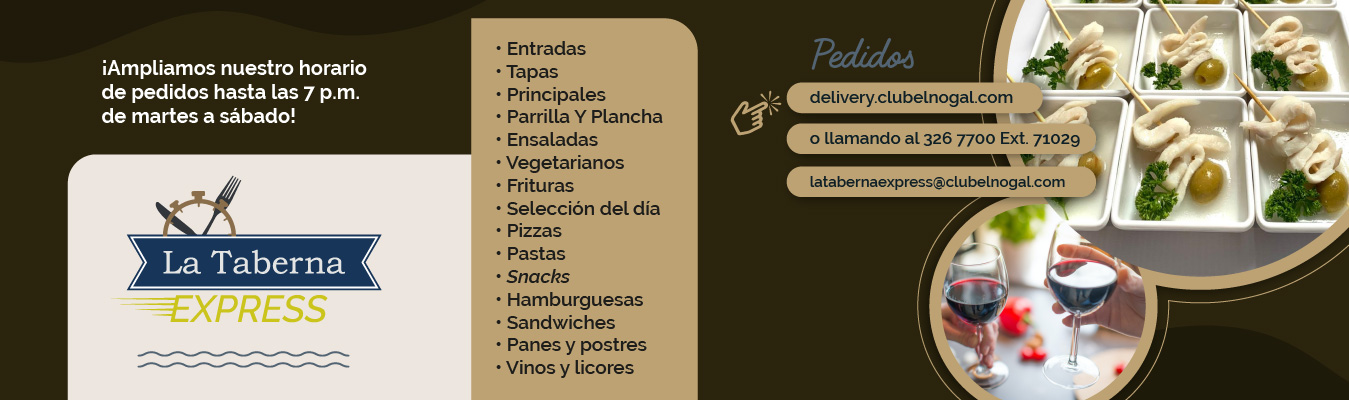 ¡Ampliamos nuestro horario
de pedidos hasta las 7 p.m.
de martes a sábado!
La Taberna
EXPRESS
• Entradas
• Tapas
• Principales
• Parrilla Y Plancha
• Ensaladas
• Vegetarianos
• Frituras
• Selección del día
• Pizzas
• Pastas
• Snacks
• Hamburguesas
• Sandwiches
• Panes y postres
• Vinos y licores
Pedidos
delivery.clubelnogal.com
o llamando al 326 7700 Ext. 71029
latabernaexpress@clubelnogal.com